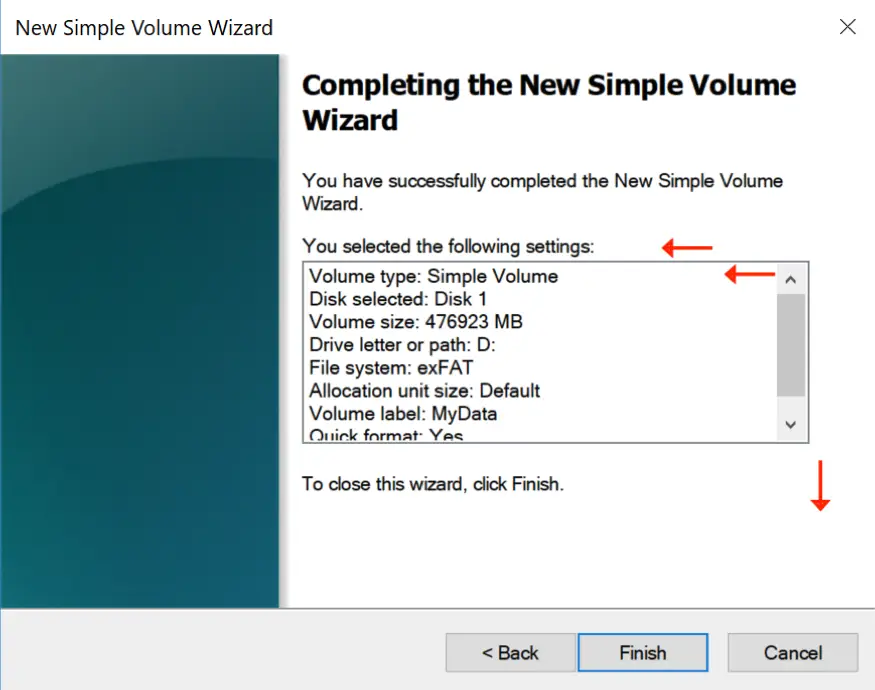 New Simple Volume Wizard
Completing the New Simple Volume
Wizard
You have successfully completed the New Simple Volume
Wizard.
You selected the following settings:
Volume type: Simple Volume
Disk selected: Disk 1
Volume size: 476923 MB
Drive letter or path: D:
File system: exFAT
Allocation unit size: Default
Volume label: MyData
Quick format: Yes
To close this wizard, click Finish.
< Back
Finish
Cancel